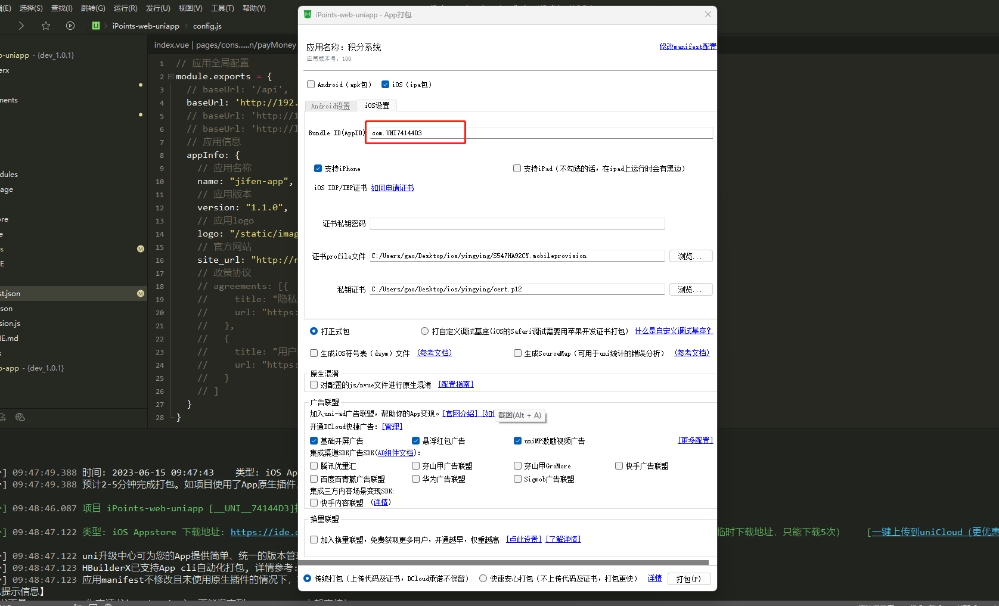 选择(S) 查找(I) 跳转(G) 运行(R) 发行(U) 视图(V) 工具(T) 帮助(Y)
iPoints-web-uniapp - App打包
iPoints-web-uniapp config.js
index.vue | pages/cons......n/payMoney
-uniapp - {dev_1.0.1}
-app - {dev_1.0.1}
1 // 应用全局配置
2 module.exports = {
3 // baseUrl: '/api',
4 baseUrl: 'http://192.
5 // baseUrl: 'http://1
6 // baseUrl: 'http://l
7 // 应用信息
8 appInfo: {
9 // 应用名称
10 name: "jifen-app",
11 // 应用版本
12 version: "1.1.0",
13 // 应用logo
14 logo: "/static/imag
15 // 官方网站
16 site_url: "http://r
17 // 政策协议
18 // agreements: [{
19 // title: "隐私
20 // url: "https:
21 // },
22 // {
23 // title: "用户
24 // url: "https:
25 // }
26 // ]
27 }
28 }
应用名称：积分系统 修改manifest配置
应用版本号：100
Android（apk包） iOS（ipa包）
Android设置 iOS设置
Bundle ID(AppID) com.UNI74144D3
支持iPhone 支持iPad（不勾选的话，在ipad上运行时会有黑边）
iOS IDP/IEP证书 如何申请证书
证书私钥密码
证书profile文件 C:/Users/gao/Desktop/ios/yingying/S547HA92CY.mobileprovision 浏览...
私钥证书 C:/Users/gao/Desktop/ios/yingying/cert.p12 浏览...
打正式包 打自定义调试基座(iOS的Safari调试需要用苹果开发证书打包) 什么是自定义调试基座？
生成iOS符号表（dsym）文件 (参考文档) 生成SourceMap（可用于uni统计的错误分析） (参考文档)
原生混淆
对配置的js/nvue文件进行原生混淆 [配置指南]
广告联盟
加入uni-ad广告联盟，帮助你的App变现。[官网介绍] [如何
截图(Alt + A)
开通DCloud快捷广告：[管理]
基础开屏广告 悬浮红包广告 uniMP激励视频广告 [更多配置]
集成渠道SDK广告SDK(AD组件文档)：
腾讯优量汇 穿山甲广告联盟 穿山甲GroMore 快手广告联盟
百度百青藤广告联盟 华为广告联盟 Sigmob广告联盟
集成三方内容场景变现SDK:
快手内容联盟 （详情）
换量联盟
加入换量联盟，免费获取更多用户，开通越早，权重越高 [点此设置] [了解详情]
传统打包（上传代码及证书，DCloud承诺不保留） 快速安心打包（不上传代码及证书，打包更快） 详情 打包(P)
] 09:47:49.388 时间: 2023-06-15 09:47:43 类型: iOS Ap
] 09:47:49.388 预计2-5分钟完成打包。如项目使用了App原生插件
] 09:48:46.087 项目 iPoints-web-uniapp [__UNI__74144D3]
] 09:48:47.122 类型: iOS Appstore 下载地址: https://ide. 临时下载地址, 只能下载5次） [一键上传到uniCloud（更优惠
] 09:48:47.122 uni升级中心可为您的App提供简单、统一的版本管
] 09:48:47.123 HBuilderX已支持App cli自动化打包, 详情参考:
] 09:48:47.123 应用manifest不修改且未使用原生插件的情况下,
提示信息】